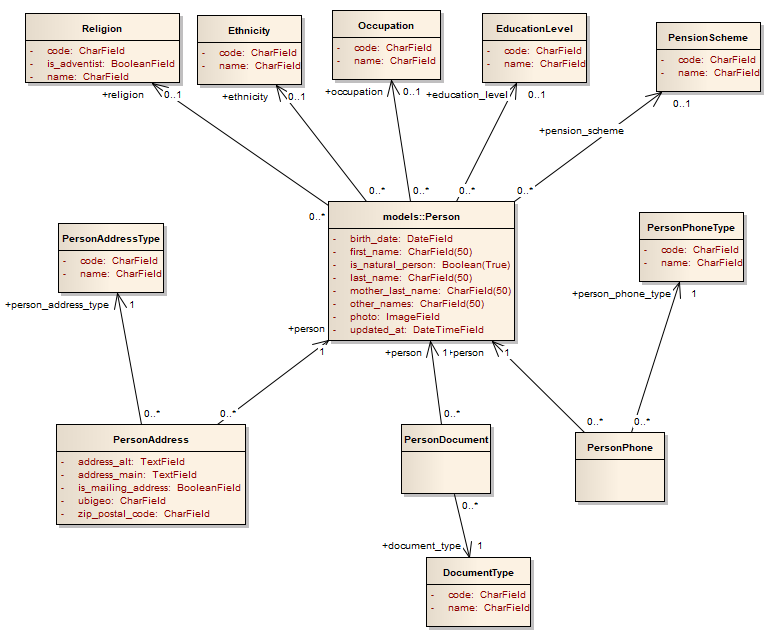 Religion
- code: CharField
- is_adventist: BooleanField
- name: CharField
Ethnicity
- code: CharField
- name: CharField
Occupation
- code: CharField
- name: CharField
EducationLevel
- code: CharField
- name: CharField
PensionScheme
- code: CharField
- name: CharField
+religion
0..1
+ethnicity
0..1
+occupation
0..1
+education_level
0..1
+pension_scheme
0..1
0..*
0..*
0..*
0..*
0..*
models::Person
- birth_date: DateField
- first_name: CharField(50)
- is_natural_person: Boolean(True)
- last_name: CharField(50)
- mother_last_name: CharField(50)
- other_names: CharField(50)
- photo: ImageField
- updated_at: DateTimeField
PersonAddressType
- code: CharField
- name: CharField
PersonPhoneType
- code: CharField
- name: CharField
+person_address_type
1
+person_phone_type
1
+person
1
+person
1
+person
1
0..*
0..*
0..*
0..*
0..*
PersonAddress
- address_alt: TextField
- address_main: TextField
- is_mailing_address: BooleanField
- ubigeo: CharField
- zip_postal_code: CharField
PersonDocument
PersonPhone
0..*
+document_type
1
DocumentType
- code: CharField
- name: CharField